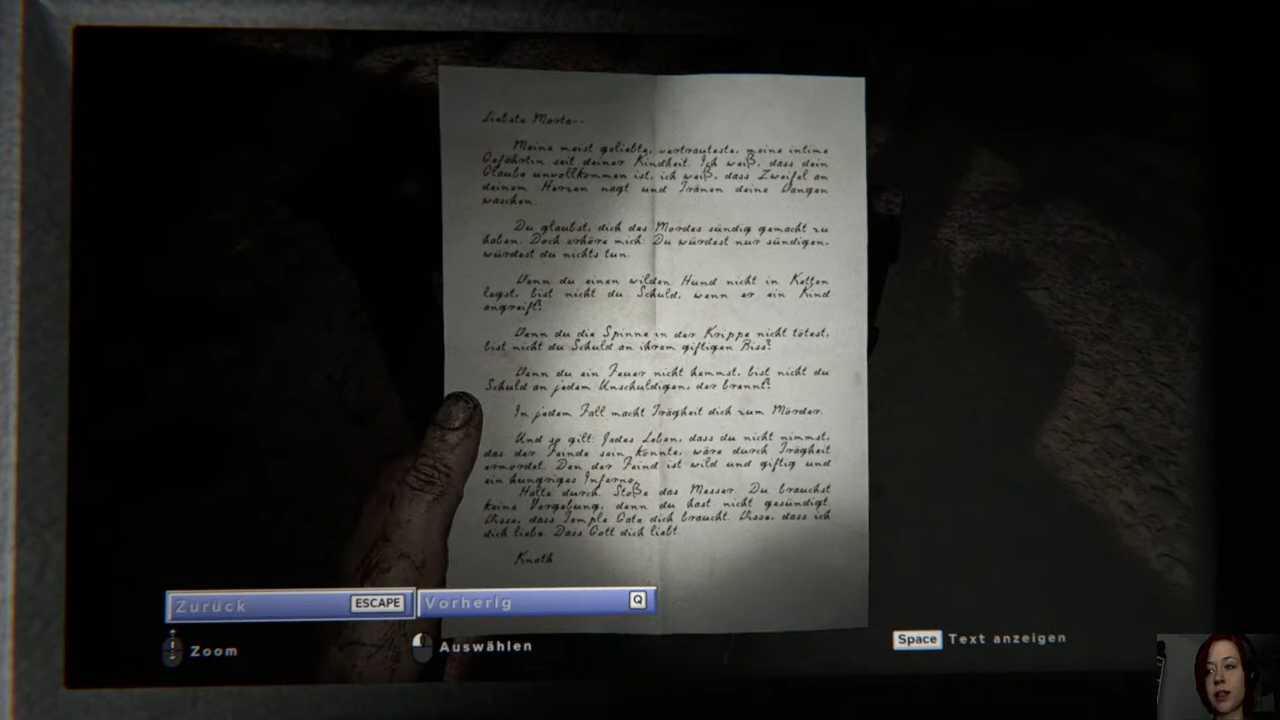 Liebste Marta--
Meine meist geliebte, vertrauteste, meine intime
Gefährtin seit deiner Kindheit. Ich weiß, dass dein
Glaube unvollkommen ist, ich weiß, dass Zweifel an
deinem Herzen nagt und Tränen deine Wangen
waschen.
Du glaubst, dich des Mordes sündig gemacht zu
haben. Doch erhöre mich: Du würdest nur sündigen,
würdest du nichts tun.
Wenn du einen wilden Hund nicht in Ketten
legst, bist nicht du Schuld, wenn er ein Kind
angreift?
Wenn du die Spinne in der Krippe nicht tötest,
bist nicht du Schuld an ihrem giftigen Biss?
Wenn du ein Feuer nicht hemmst, bist nicht du
Schuld an jedem Unschuldigen, der brennt?
In jedem Fall macht Trägheit dich zum Mörder.
Und so gilt: Jedes Leben, dass du nicht nimmst,
das der Feinde sein könnte, wäre durch Trägheit
ermordet. Den der Feind ist wild und giftig und
ein hungriges Inferno.
Halte durch. Stoße das Messer. Du brauchst
keine Vergebung, denn du hast nicht gesündigt.
Wisse, dass Temple Gate dich braucht. Wisse, dass ich
dich liebe. Dass Gott dich liebt.
Knoth
Zurück ESCAPE Vorherig Q
Zoom Auswählen Space Text anzeigen